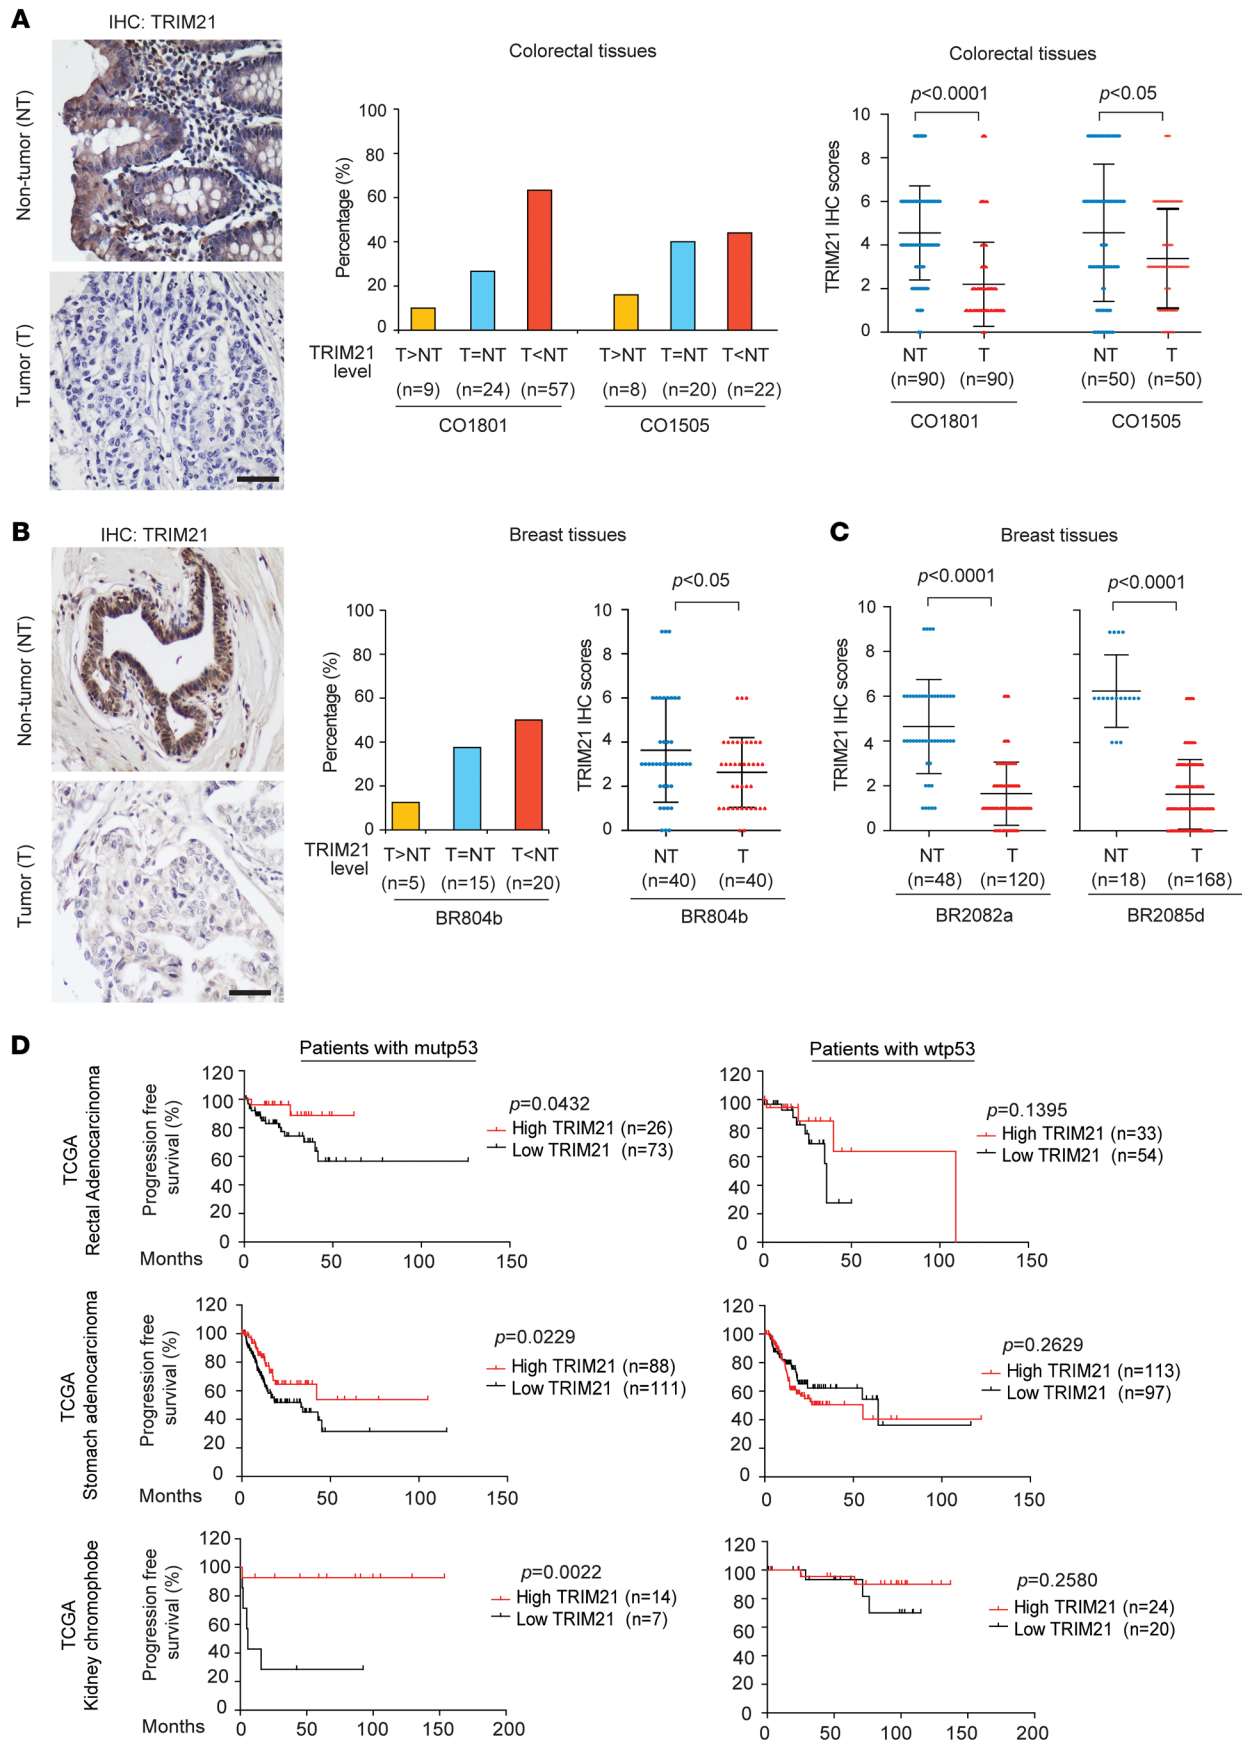 A
IHC: TRIM21
Non-tumor (NT)
Tumor (T)
Colorectal tissues
Percentage (%)
100
80
60
40
20
0
TRIM21
level
T>NT T=NT T<NT T>NT T=NT T<NT
(n=9) (n=24) (n=57) (n=8) (n=20) (n=22)
CO1801 CO1505
Colorectal tissues
p<0.0001 p<0.05
TRIM21 IHC scores
10
8
6
4
2
0
NT T NT T
(n=90) (n=90) (n=50) (n=50)
CO1801 CO1505
B
IHC: TRIM21
Non-tumor (NT)
Tumor (T)
Breast tissues
Percentage (%)
100
80
60
40
20
0
TRIM21
level
T>NT T=NT T<NT
(n=5) (n=15) (n=20)
BR804b
p<0.05
TRIM21 IHC scores
10
8
6
4
2
0
NT T
(n=40) (n=40)
BR804b
C
Breast tissues
p<0.0001 p<0.0001
TRIM21 IHC scores
10
8
6
4
2
0
NT T NT T
(n=48) (n=120) (n=18) (n=168)
BR2082a BR2085d
D
Patients with mutp53
Patients with wtp53
TCGA
Rectal Adenocarcinoma
Progression free
survival (%)
120
100
80
60
40
20
0
Months
0 50 100 150
p=0.0432
High TRIM21 (n=26)
Low TRIM21 (n=73)
120
100
80
60
40
20
0
0 50 100 150
p=0.1395
High TRIM21 (n=33)
Low TRIM21 (n=54)
TCGA
Stomach adenocarcinoma
Progression free
survival (%)
120
100
80
60
40
20
0
Months
0 50 100 150
p=0.0229
High TRIM21 (n=88)
Low TRIM21 (n=111)
120
100
80
60
40
20
0
0 50 100 150
p=0.2629
High TRIM21 (n=113)
Low TRIM21 (n=97)
TCGA
Kidney chromophobe
Progression free
survival (%)
120
100
80
60
40
20
0
Months
0 50 100 150 200
p=0.0022
High TRIM21 (n=14)
Low TRIM21 (n=7)
120
100
80
60
40
20
0
0 50 100 150 200
p=0.2580
High TRIM21 (n=24)
Low TRIM21 (n=20)